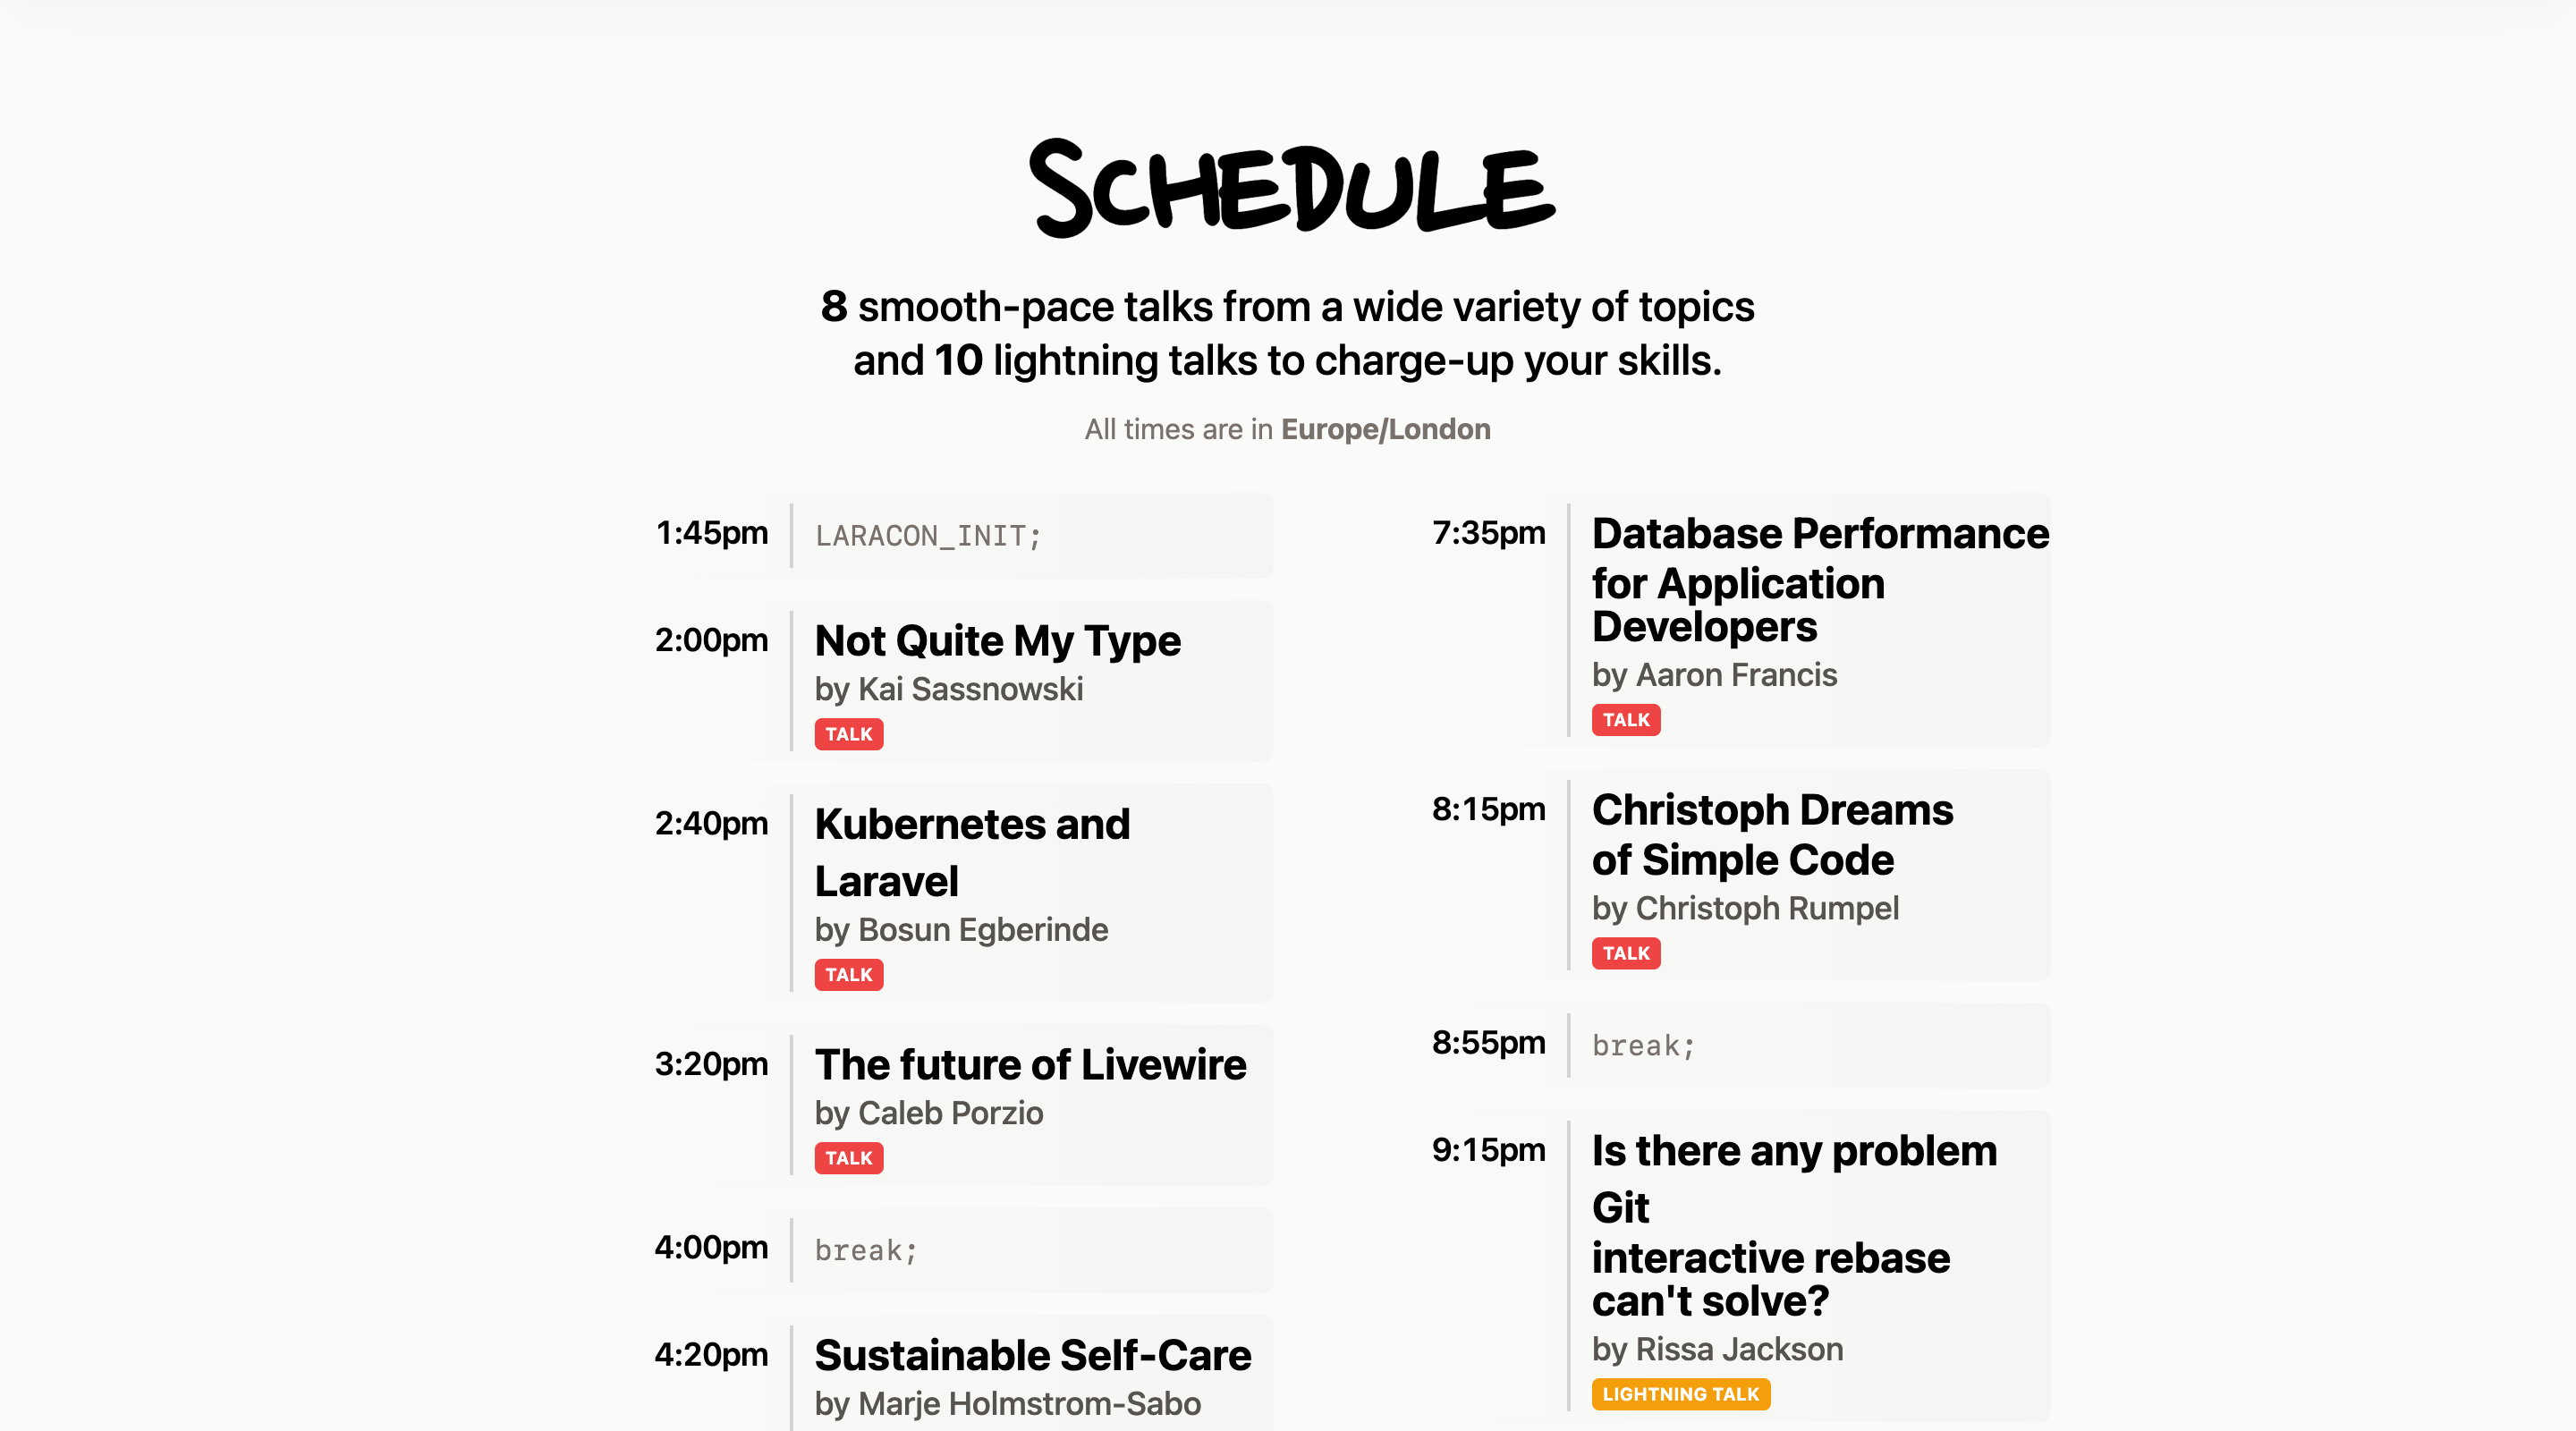 SCHEDULE
8 smooth-pace talks from a wide variety of topics
and 10 lightning talks to charge-up your skills.
All times are in Europe/London
1:45pm
LARACON_INIT;
2:00pm
Not Quite My Type
by Kai Sassnowski
TALK
2:40pm
Kubernetes and
Laravel
by Bosun Egberinde
TALK
3:20pm
The future of Livewire
by Caleb Porzio
TALK
4:00pm
break;
4:20pm
Sustainable Self-Care
by Marje Holmstrom-Sabo
7:35pm
Database Performance
for Application
Developers
by Aaron Francis
TALK
8:15pm
Christoph Dreams
of Simple Code
by Christoph Rumpel
TALK
8:55pm
break;
9:15pm
Is there any problem
Git
interactive rebase
can't solve?
by Rissa Jackson
LIGHTNING TALK